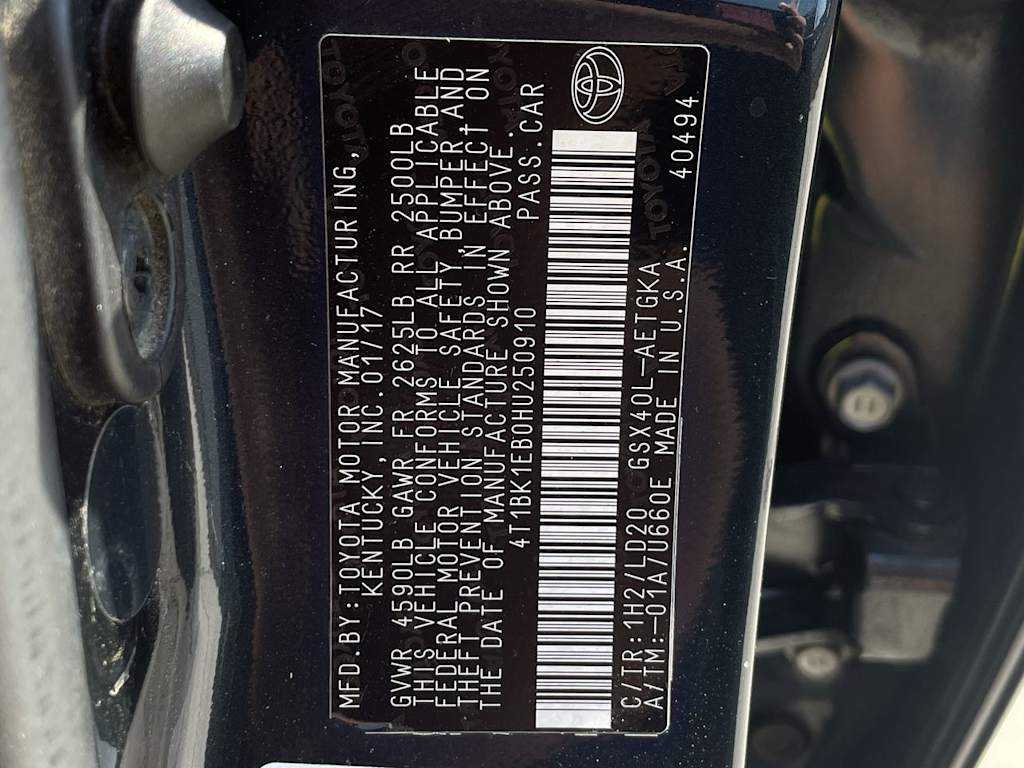 MFD.BY:TOYOTA MOTOR MANUFACTURING,
KENTUCKY, INC.01/17
GVWR 4590LB GAWR FR 2625LB RR 2500LB
THIS VEHICLE CONFORMS TO ALL APPLICABLE
FEDERAL MOTOR VEHICLE SAFETY,BUMPER,AND
THEFT PREVENTION STANDARDS IN EFFECT ON
THE DATE OF MANUFACTURE SHOWN ABOVE.
4T1BK1EB0HU250910 PASS.CAR
C/TR:1H2/LD20 GSX40L-AETGKA
A/TM:-01A/U660E MADE IN U.S.A. 40494